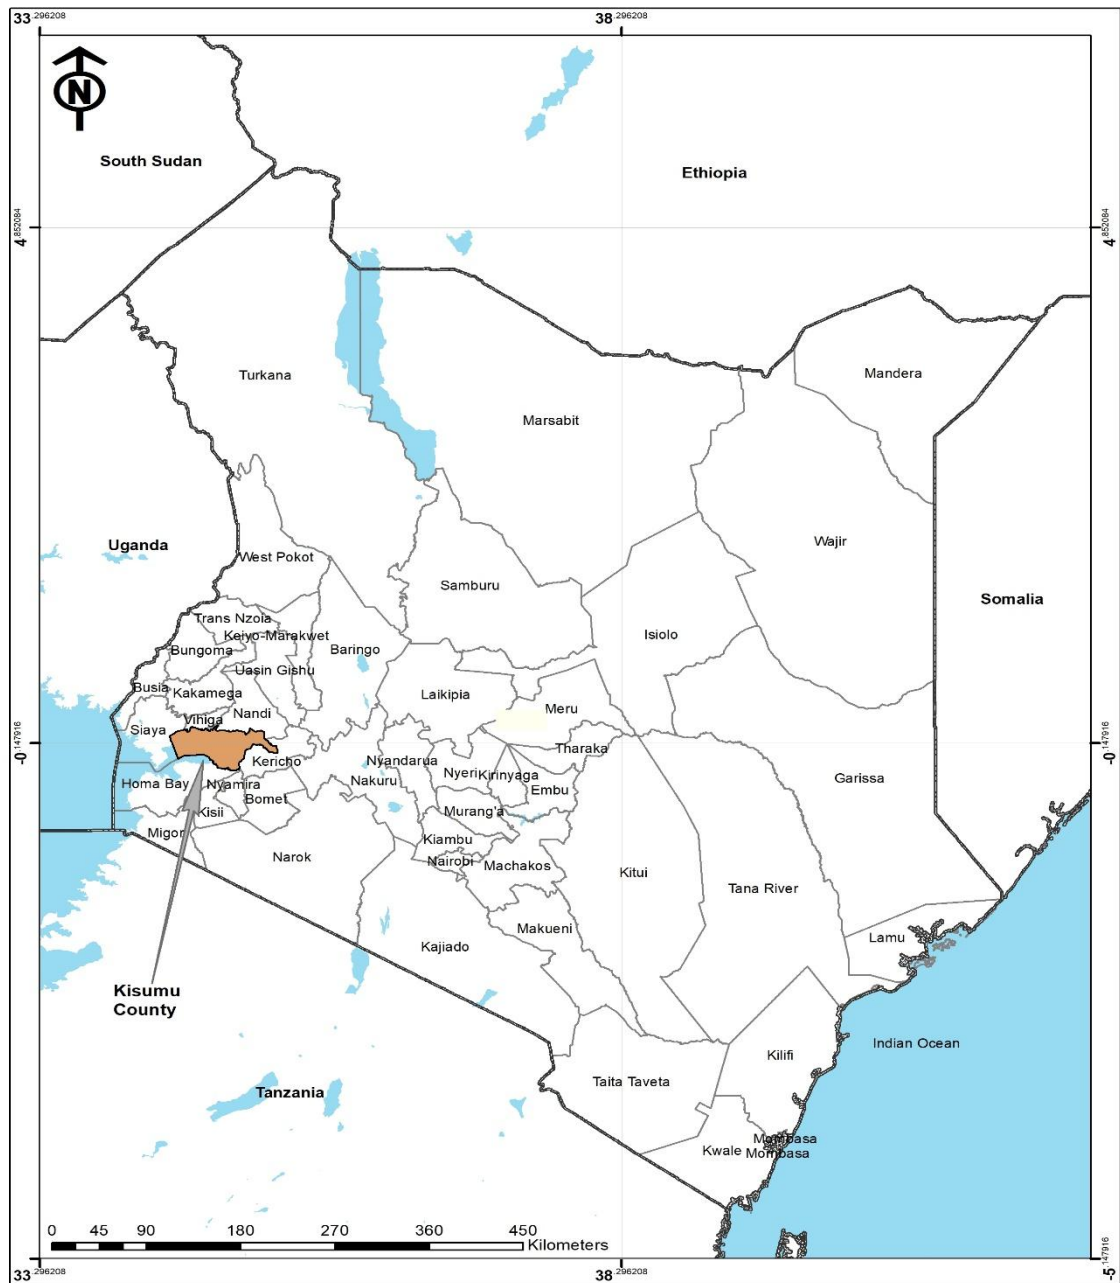 33.296208
38.296208
N
South Sudan
Ethiopia
4.852084
4.852084
Turkana
Mandera
Marsabit
Uganda
Wajir
West Pokot
Samburu
Somalia
Trans Nzoia
Keiyo-Marakwet
Isiolo
Bungoma
Baringo
Uasin Gishu
Busia
Kakamega
Laikipia
Meru
Vihiga
Nandi
Siaya
-0.147916
-0.147916
Tharaka
Kericho
Nyandarua
Nyeri
Kirinyaga
Garissa
Homa Bay
Nyamira
Nakuru
Embu
Bomet
Kisii
Murang'a
Migor
Kiambu
Narok
Nairobi
Machakos
Kitui
Tana River
Makueni
Lamu
Kajiado
Kisumu
County
Indian Ocean
Kilifi
Taita Taveta
Tanzania
Mombasa
Kwale
Mombasa
0 45 90 180 270 360 450
Kilometers
-5.147916
-5.147916
33.296208
38.296208